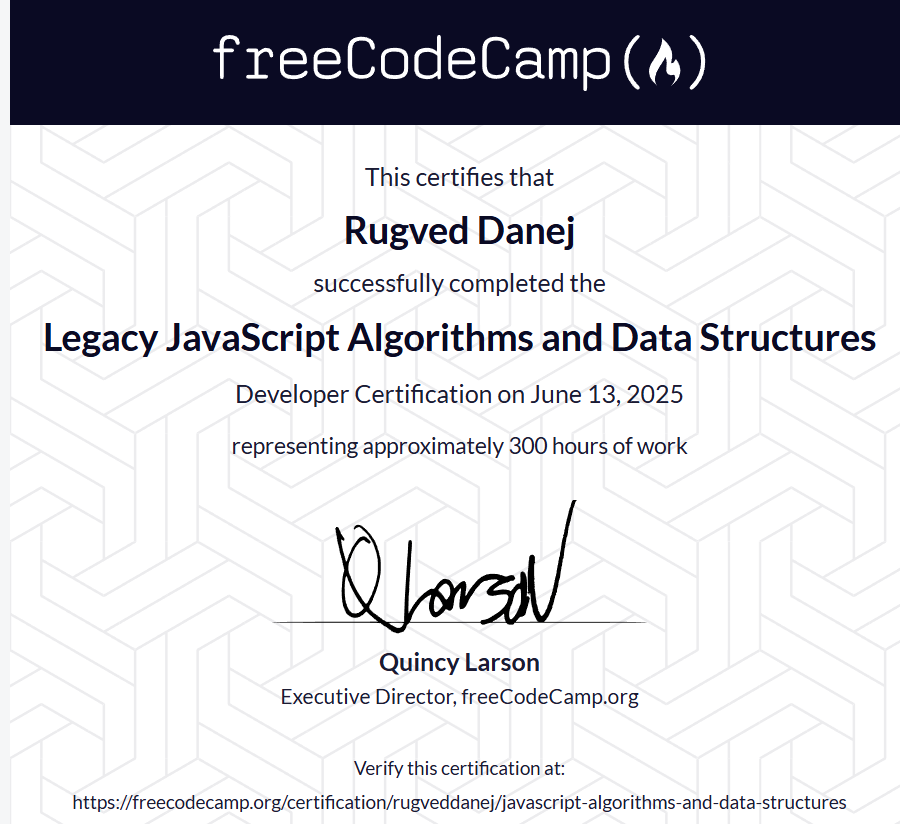 freeCodeCamp(🔥)
This certifies that
Rugved Danej
successfully completed the
Legacy JavaScript Algorithms and Data Structures
Developer Certification on June 13, 2025
representing approximately 300 hours of work
QLarson
Quincy Larson
Executive Director, freeCodeCamp.org
Verify this certification at:
https://freecodecamp.org/certification/rugveddanej/javascript-algorithms-and-data-structures